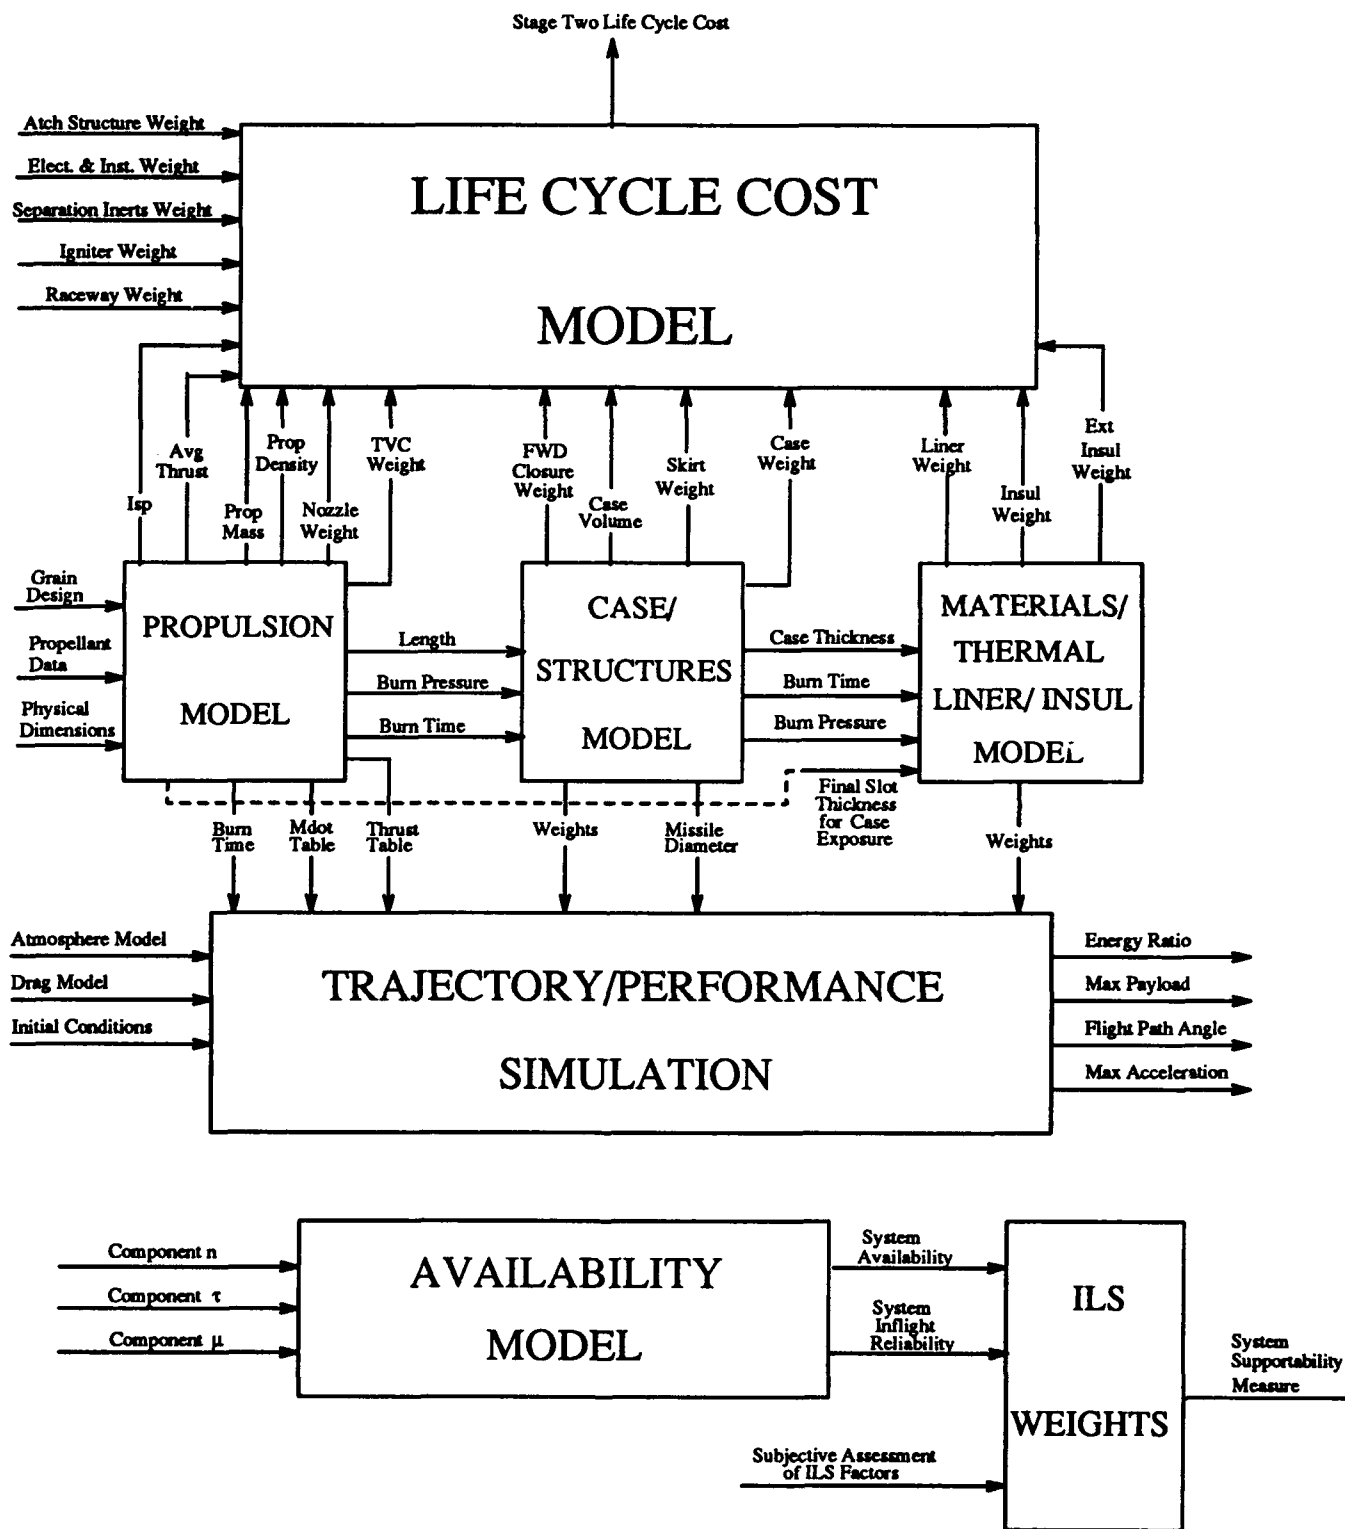 Stage Two Life Cycle Cost
Atch Structure Weight
Elect. & Inst. Weight
Separation Inerts Weight
Igniter Weight
Raceway Weight
LIFE CYCLE COST
MODEL
Isp
Avg
Thrust
Prop
Mass
Prop
Density
Nozzle
Weight
TVC
Weight
FWD
Closure
Weight
Case
Volume
Skirt
Weight
Case
Weight
Liner
Weight
Insul
Weight
Ext
Insul
Weight
Grain
Design
Propellant
Data
Physical
Dimensions
PROPULSION
MODEL
Length
Burn Pressure
Burn Time
CASE/
STRUCTURES
MODEL
Case Thickness
Burn Time
Burn Pressure
MATERIALS/
THERMAL
LINER/ INSUL
MODEL
Final Slot
Thickness
for Case
Exposure
Burn
Time
Mdot
Table
Thrust
Table
Weights
Missile
Diameter
Weights
Atmosphere Model
Drag Model
Initial Conditions
TRAJECTORY/PERFORMANCE
SIMULATION
Energy Ratio
Max Payload
Flight Path Angle
Max Acceleration
Component n
Component τ
Component μ
AVAILABILITY
MODEL
System
Availability
System
Inflight
Reliability
Subjective Assessment
of ILS Factors
ILS
WEIGHTS
System
Supportability
Measure